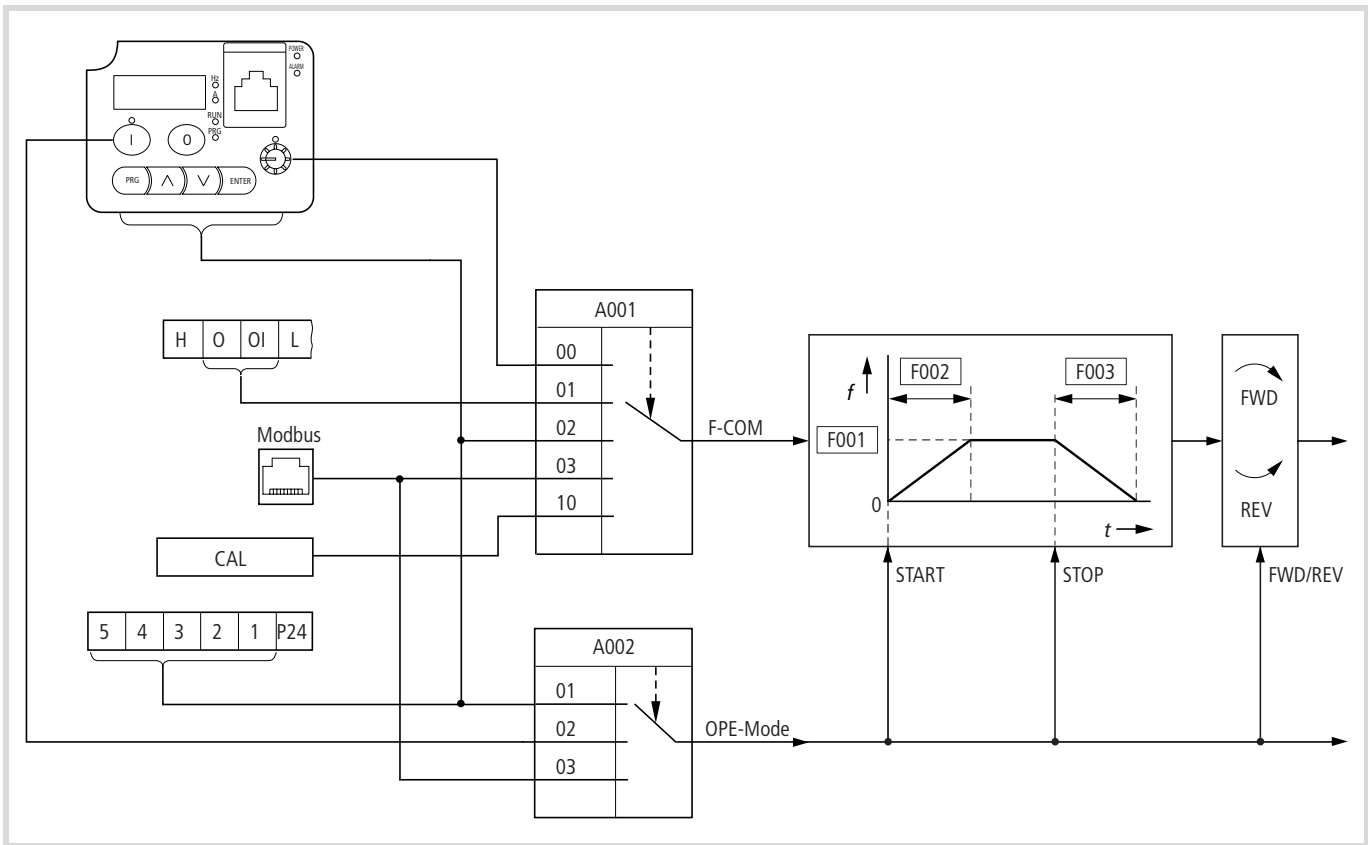 POWER
ALARM
Hz
A
RUN
PRG
I
0
PRG
ENTER
H O OI L
Modbus
CAL
5 4 3 2 1 P24
A001
00
01
02
03
10
F-COM
A002
01
02
03
OPE-Mode
f
F002
F003
F001
0
t
START
STOP
FWD
REV
FWD/REV